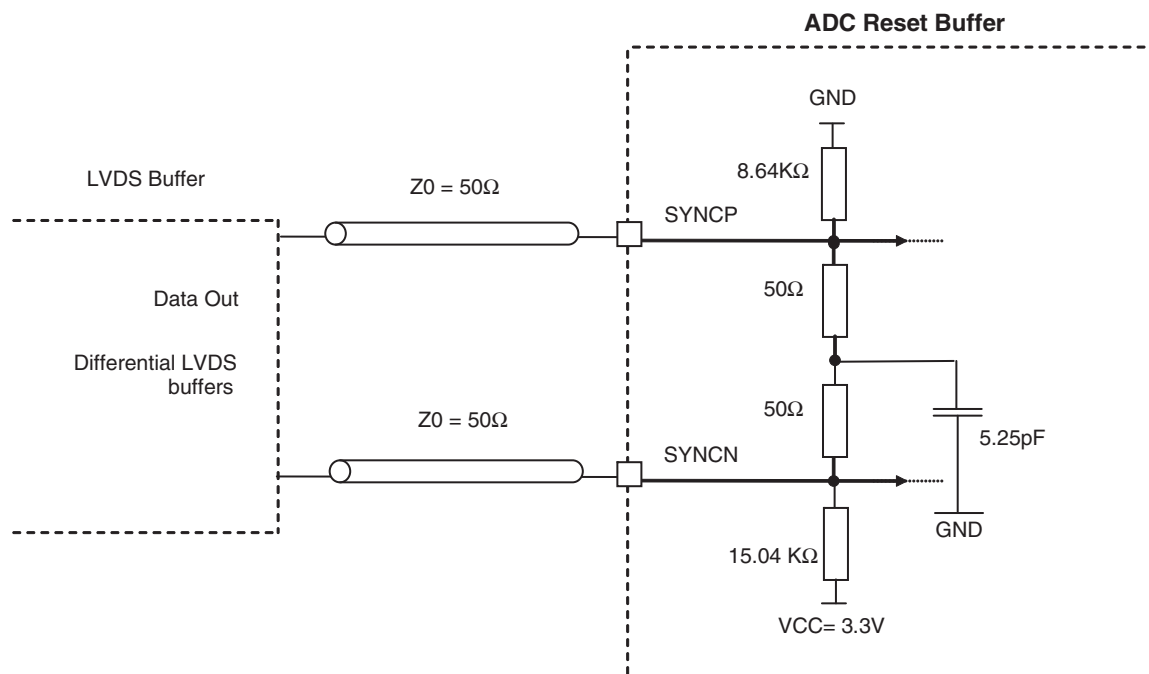 ADC Reset Buffer
GND
LVDS Buffer
Z0 = 50Ω
8.64KΩ
SYNCP
Data Out
50Ω
Differential LVDS
buffers
Z0 = 50Ω
50Ω
5.25pF
SYNCN
GND
15.04 KΩ
VCC= 3.3V